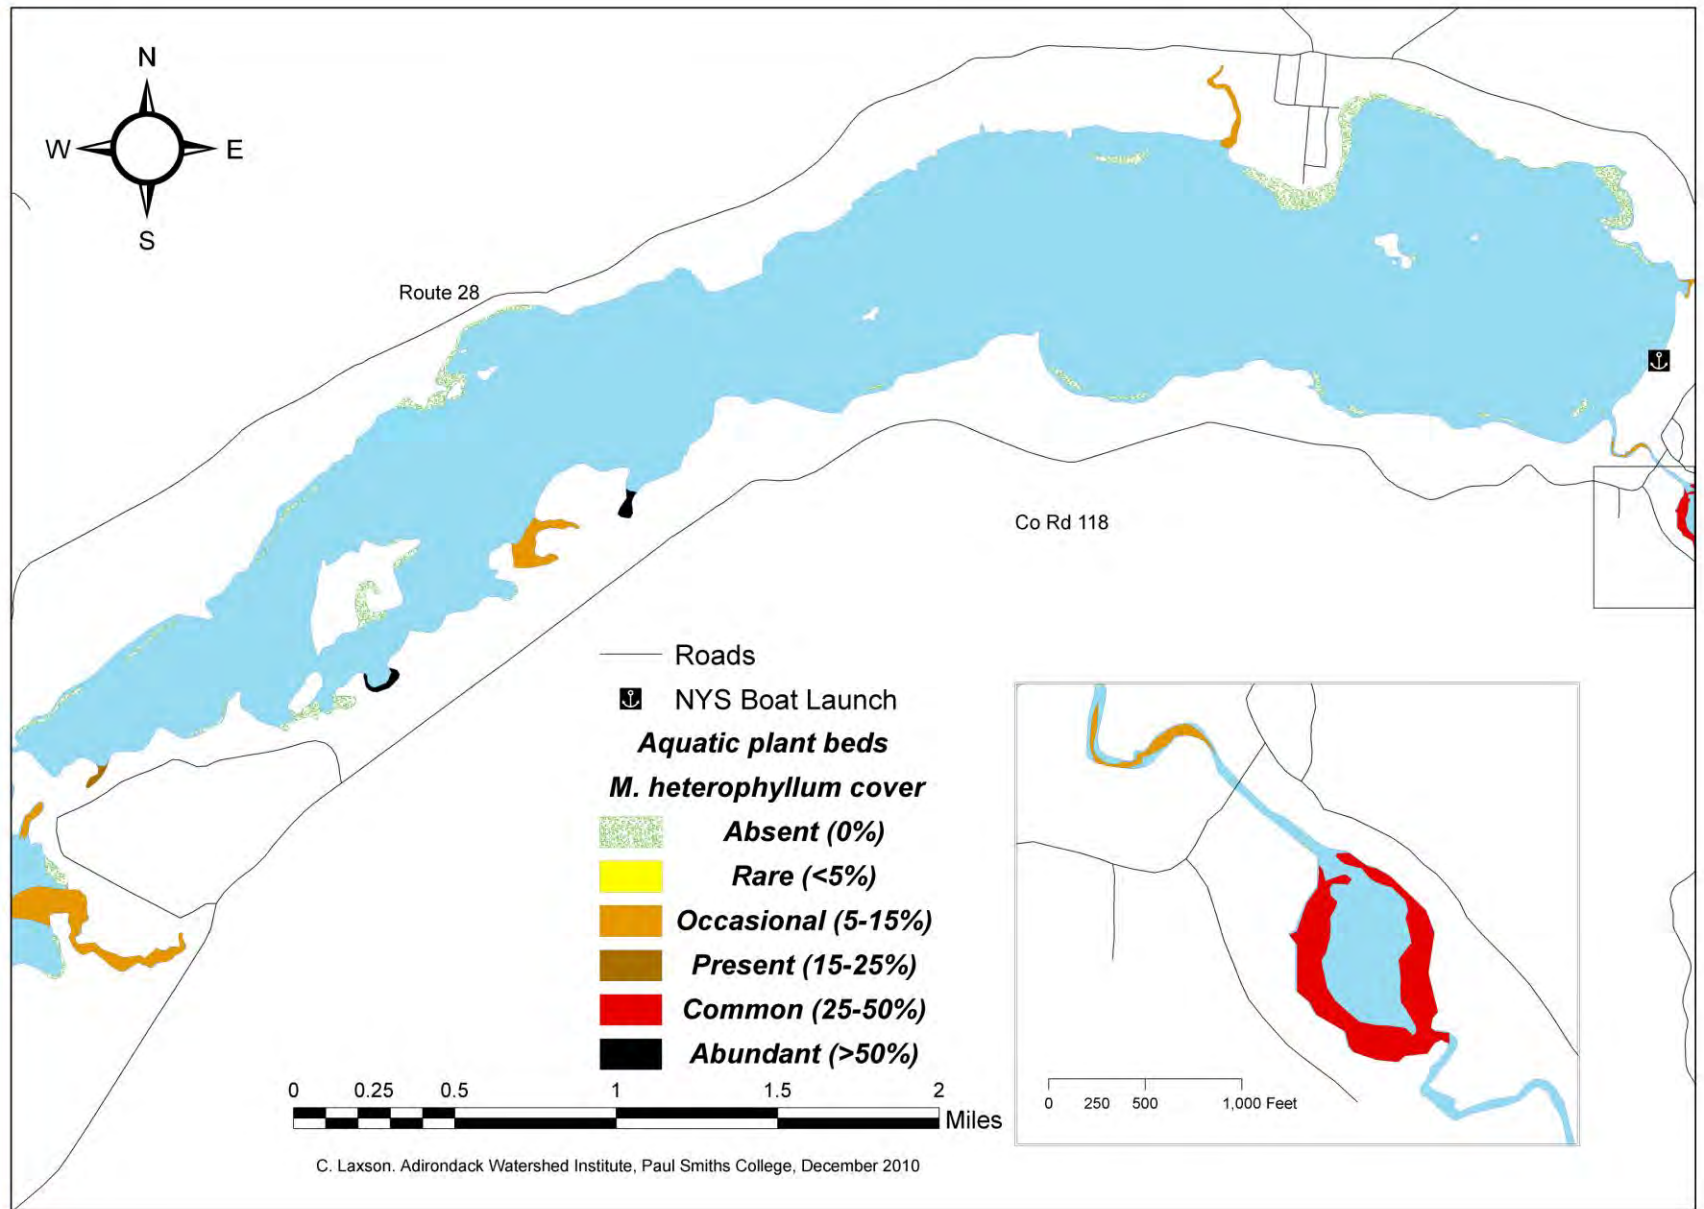 N
W E
S
Route 28
Co Rd 118
Roads
NYS Boat Launch
Aquatic plant beds
M. heterophyllum cover
Absent (0%)
Rare (<5%)
Occasional (5-15%)
Present (15-25%)
Common (25-50%)
Abundant (>50%)
0 0.25 0.5 1 1.5 2
Miles
0 250 500 1,000 Feet
C. Laxson. Adirondack Watershed Institute, Paul Smiths College, December 2010